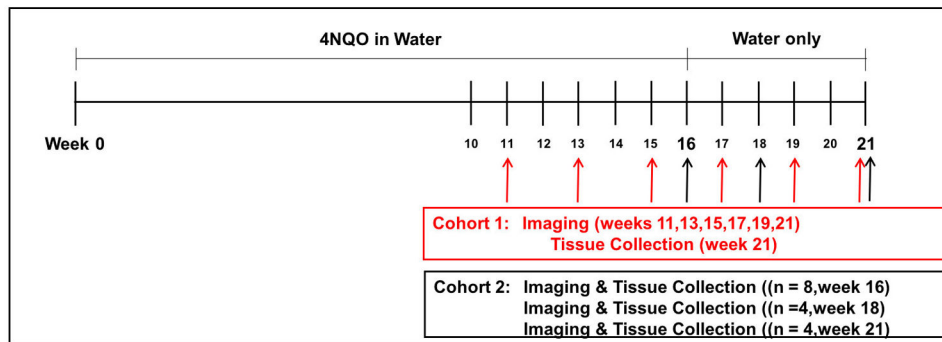 4NQO in Water
Water only
Week 0
10 11 12 13 14 15 16 17 18 19 20 21
Cohort 1: Imaging (weeks 11,13,15,17,19,21)
Tissue Collection (week 21)
Cohort 2: Imaging & Tissue Collection ((n = 8,week 16)
Imaging & Tissue Collection ((n =4,week 18)
Imaging & Tissue Collection ((n = 4,week 21)